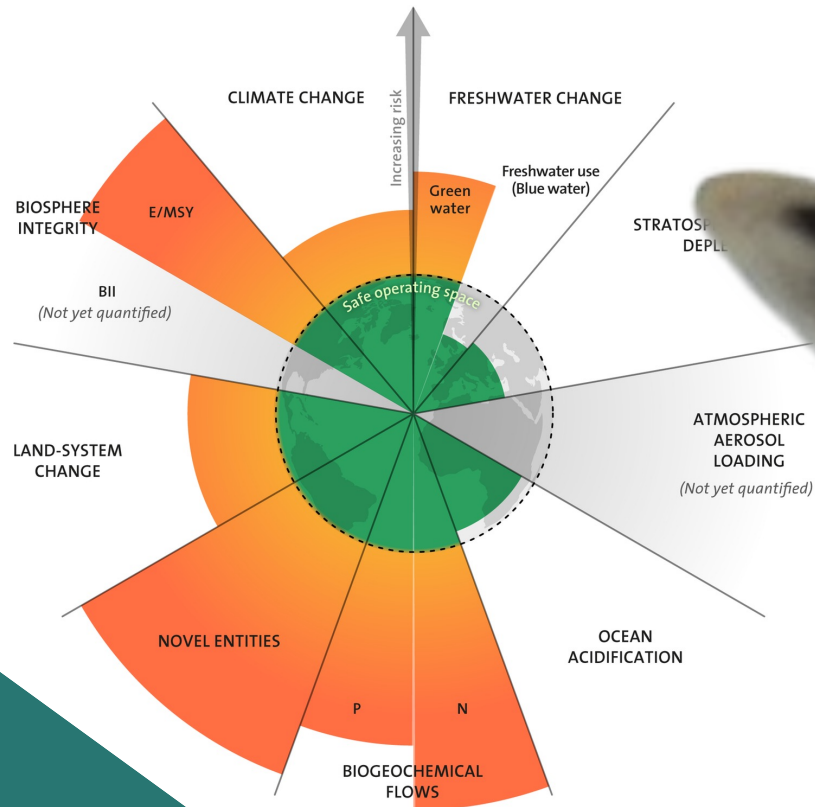 CLIMATE CHANGE
FRESHWATER CHANGE
Increasing risk
Green
water
Freshwater use
(Blue water)
BIOSPHERE
INTEGRITY
E/MSY
BII
(Not yet quantified)
Safe operating space
LAND-SYSTEM
CHANGE
ATMOSPHERIC
AEROSOL
LOADING
(Not yet quantified)
NOVEL ENTITIES
OCEAN
ACIDIFICATION
P
N
BIOGEOCHEMICAL
FLOWS